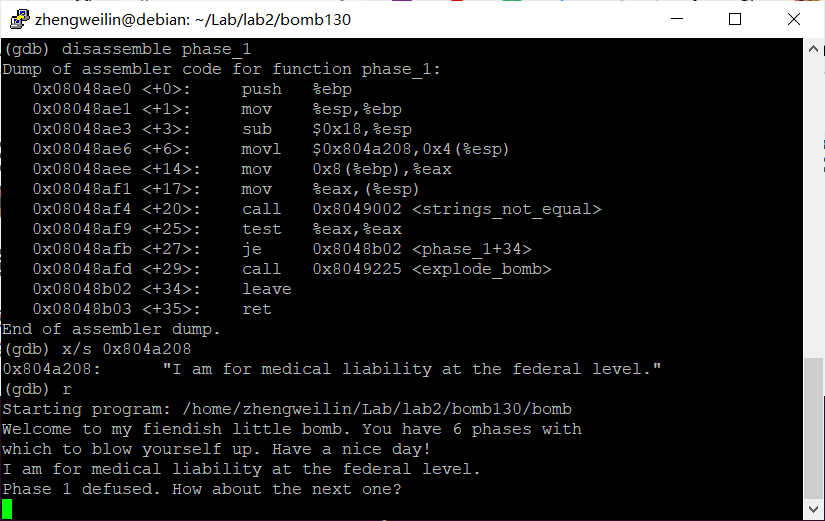 zhengweilin@debian: ~/Lab/lab2/bomb130
(gdb) disassemble phase_1
Dump of assembler code for function phase_1:
   0x08048ae0 <+0>:     push   %ebp
   0x08048ae1 <+1>:     mov    %esp,%ebp
   0x08048ae3 <+3>:     sub    $0x18,%esp
   0x08048ae6 <+6>:     movl   $0x804a208,0x4(%esp)
   0x08048aee <+14>:    mov    0x8(%ebp),%eax
   0x08048af1 <+17>:    mov    %eax,(%esp)
   0x08048af4 <+20>:    call   0x8049002 <strings_not_equal>
   0x08048af9 <+25>:    test   %eax,%eax
   0x08048afb <+27>:    je     0x8048b02 <phase_1+34>
   0x08048afd <+29>:    call   0x8049225 <explode_bomb>
   0x08048b02 <+34>:    leave
   0x08048b03 <+35>:    ret
End of assembler dump.
(gdb) x/s 0x804a208
0x804a208:      "I am for medical liability at the federal level."
(gdb) r
Starting program: /home/zhengweilin/Lab/lab2/bomb130/bomb
Welcome to my fiendish little bomb. You have 6 phases with
which to blow yourself up. Have a nice day!
I am for medical liability at the federal level.
Phase 1 defused. How about the next one?